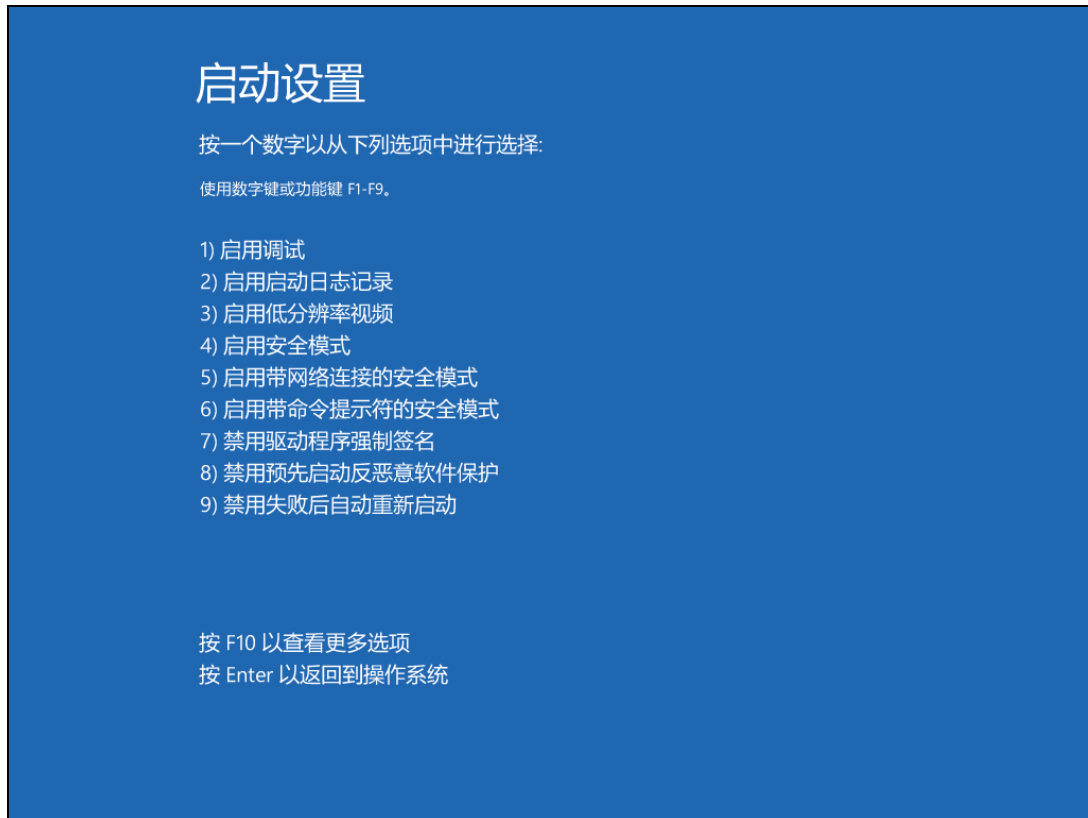 启动设置
按一个数字以从下列选项中进行选择:
使用数字键或功能键 F1-F9。
1) 启用调试
2) 启用启动日志记录
3) 启用低分辨率视频
4) 启用安全模式
5) 启用带网络连接的安全模式
6) 启用带命令提示符的安全模式
7) 禁用驱动程序强制签名
8) 禁用预先启动反恶意软件保护
9) 禁用失败后自动重新启动
按 F10 以查看更多选项
按 Enter 以返回到操作系统